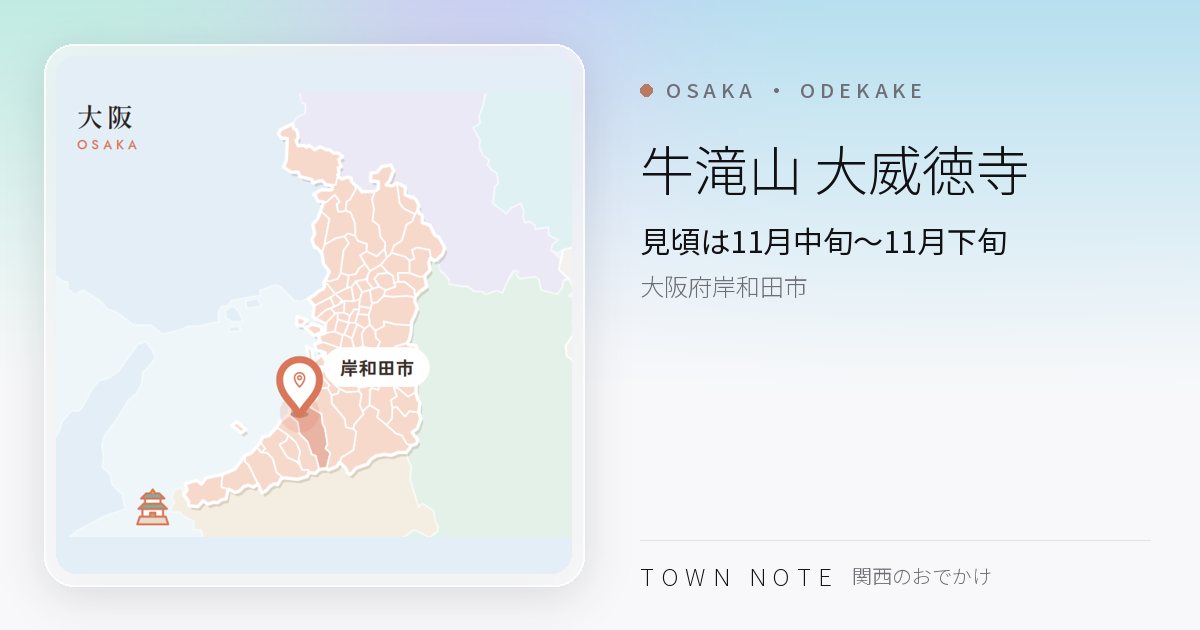 大阪
OSAKA
岸和田市
OSAKA • ODEKAKE
牛滝山 大威徳寺
見頃は11月中旬〜11月下旬
大阪府岸和田市
TOWN NOTE 関西のおでかけ